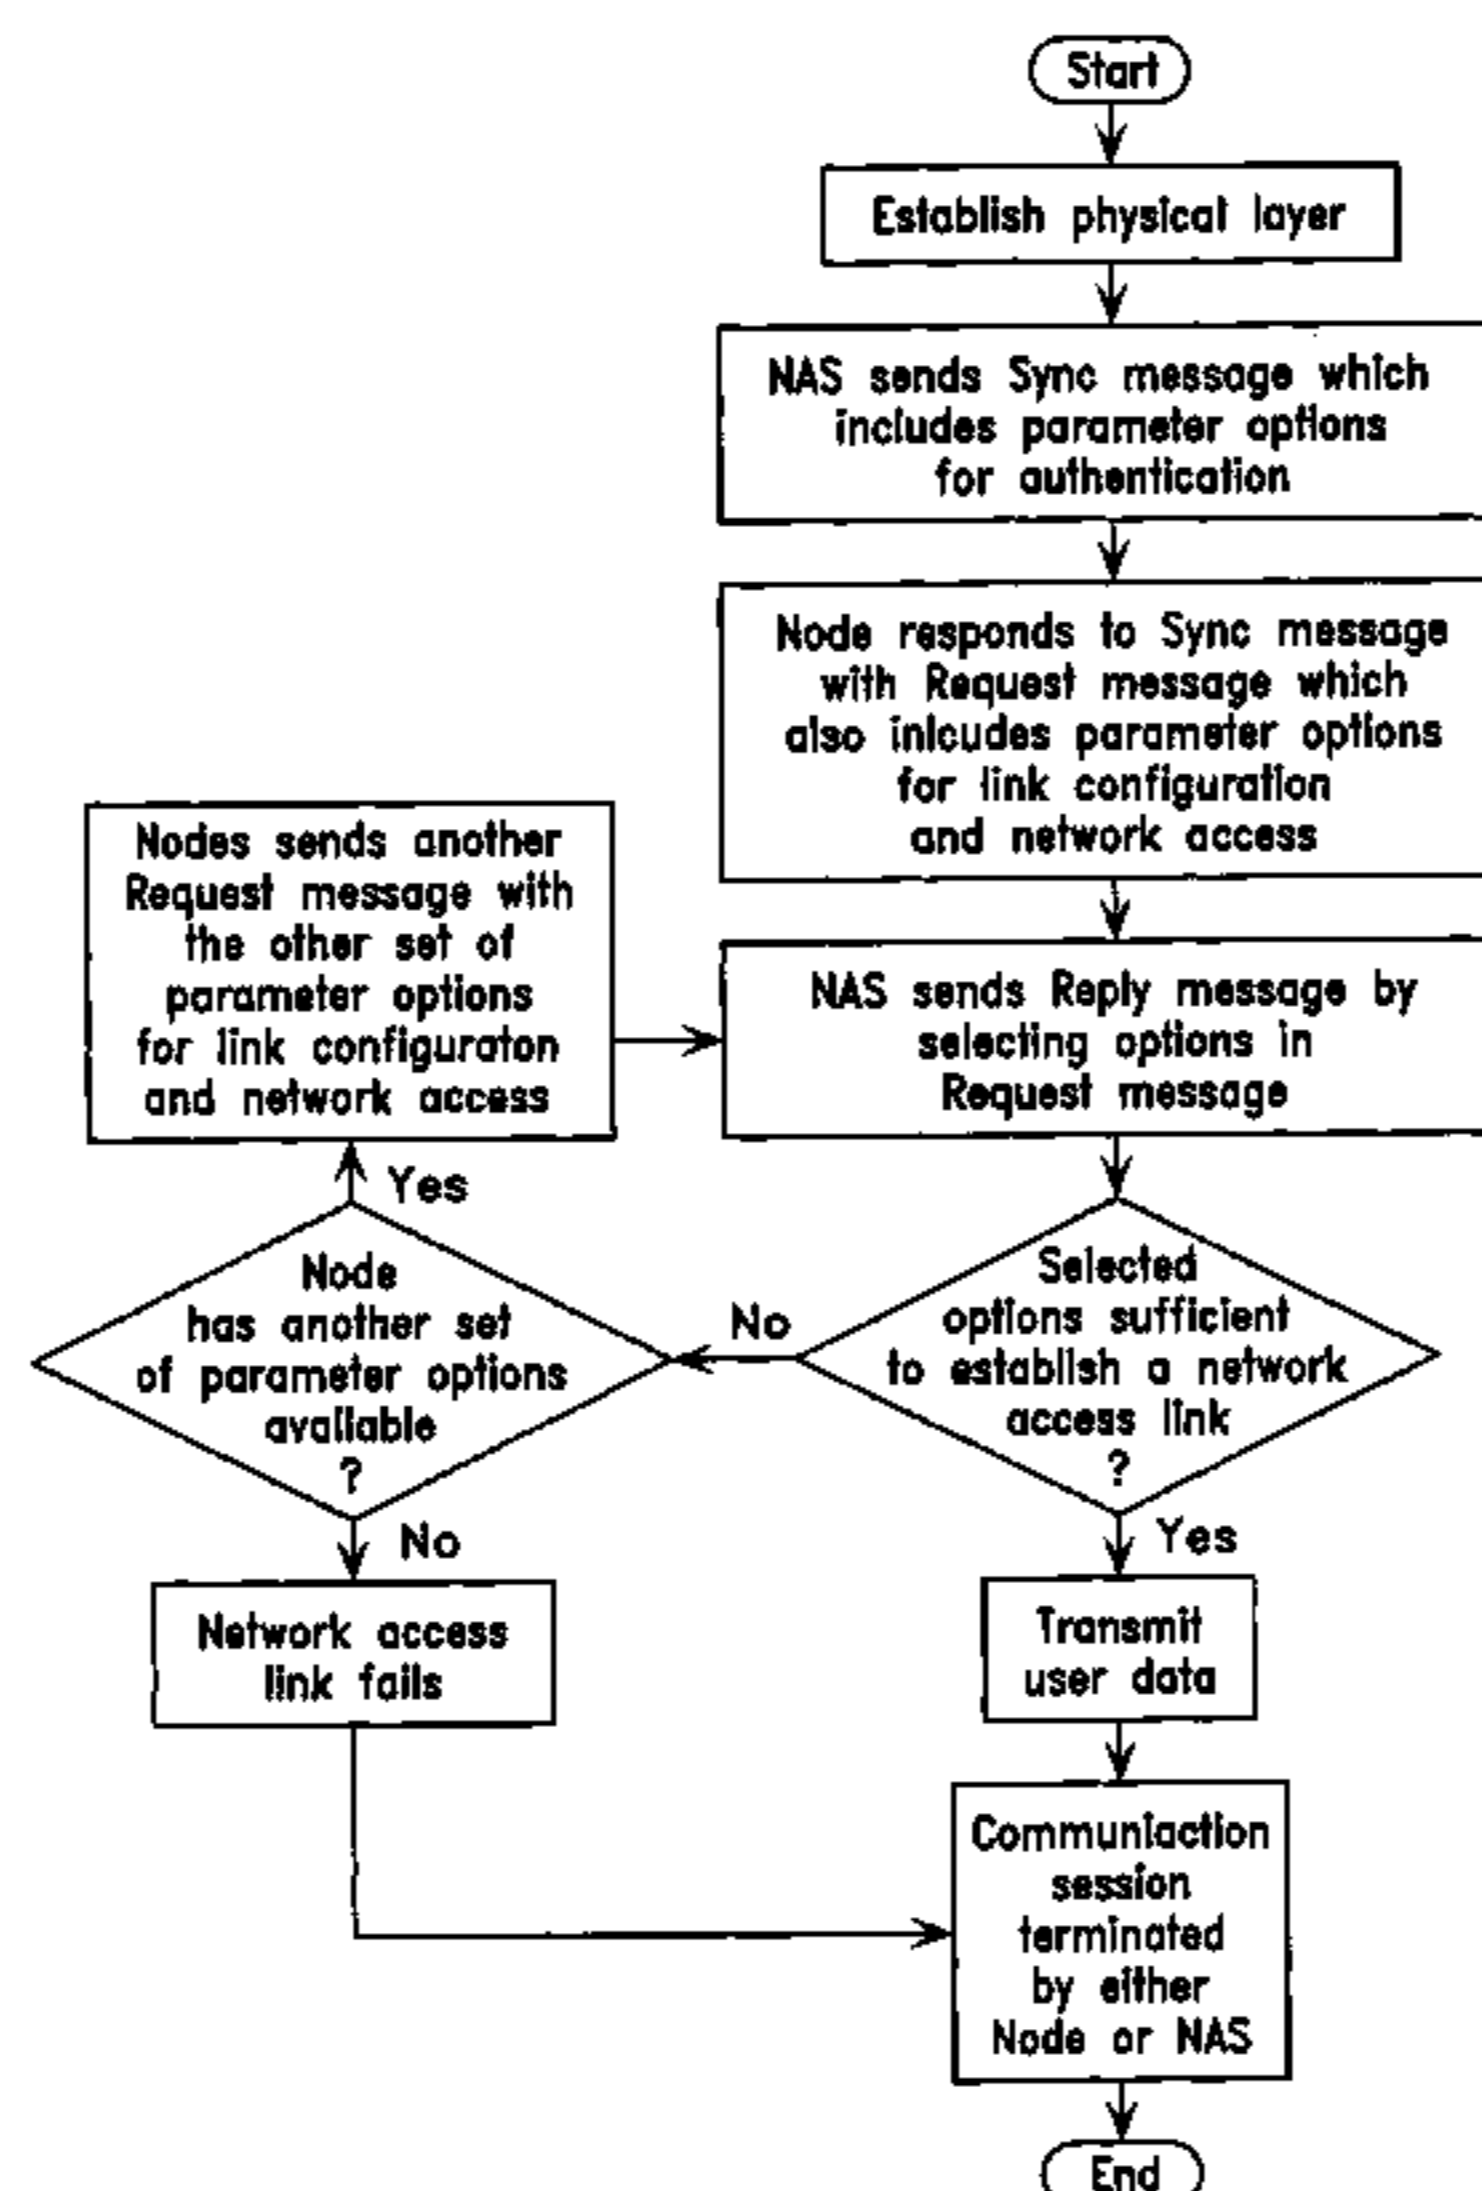 Start
Establish physical layer
NAS sends Sync message which
includes parameter options
for authentication
Node responds to Sync message
with Request message which
also inlcudes parameter options
for link configuration
and network access
Nodes sends another
Request message with
the other set of
parameter options
for link configuraton
and network access
NAS sends Reply message by
selecting options in
Request message
Yes
Node
has another set
of parameter options
available
?
No
Selected
options sufficient
to establish a network
access link
?
No
Yes
Network access
link fails
Transmit
user data
Communiaction
session
terminated
by either
Node or NAS
End